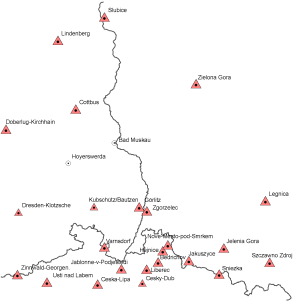 Slubice
Lindenberg
Zielona Gora
Cottbus
Doberlug-Kirchhain
Bad Muskau
Hoyerswerda
Legnica
Kubschutz/Bautzen
Gorlitz
Dresden-Klotzsche
Zgorzelec
Varnsdorf
Nove-Mesto-pod-Smrkem
Hejnice
Jelenia Gora
Bedrichov
Jakuszyce
Szczawno Zdroj
Jablonne-v-Podjestedi
Zinnwald-Georgen.
Liberec
Sniezka
Usti nad Labem
Ceska-Lipa
Cesky-Dub